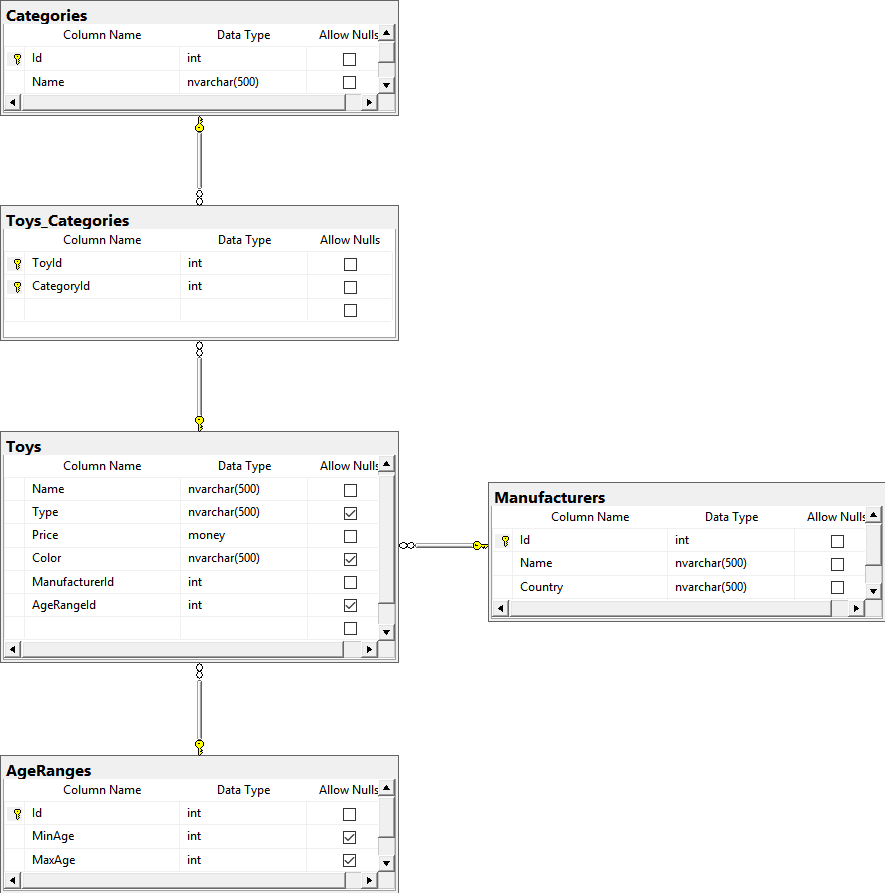 Categories
Column Name Data Type Allow Nulls
Id int
Name nvarchar(500)
Toys_Categories
Column Name Data Type Allow Nulls
ToyId int
CategoryId int
Toys
Column Name Data Type Allow Nulls
Name nvarchar(500)
Type nvarchar(500)
Price money
Color nvarchar(500)
ManufacturerId int
AgeRangeId int
Manufacturers
Column Name Data Type Allow Nulls
Id int
Name nvarchar(500)
Country nvarchar(500)
AgeRanges
Column Name Data Type Allow Nulls
Id int
MinAge int
MaxAge int